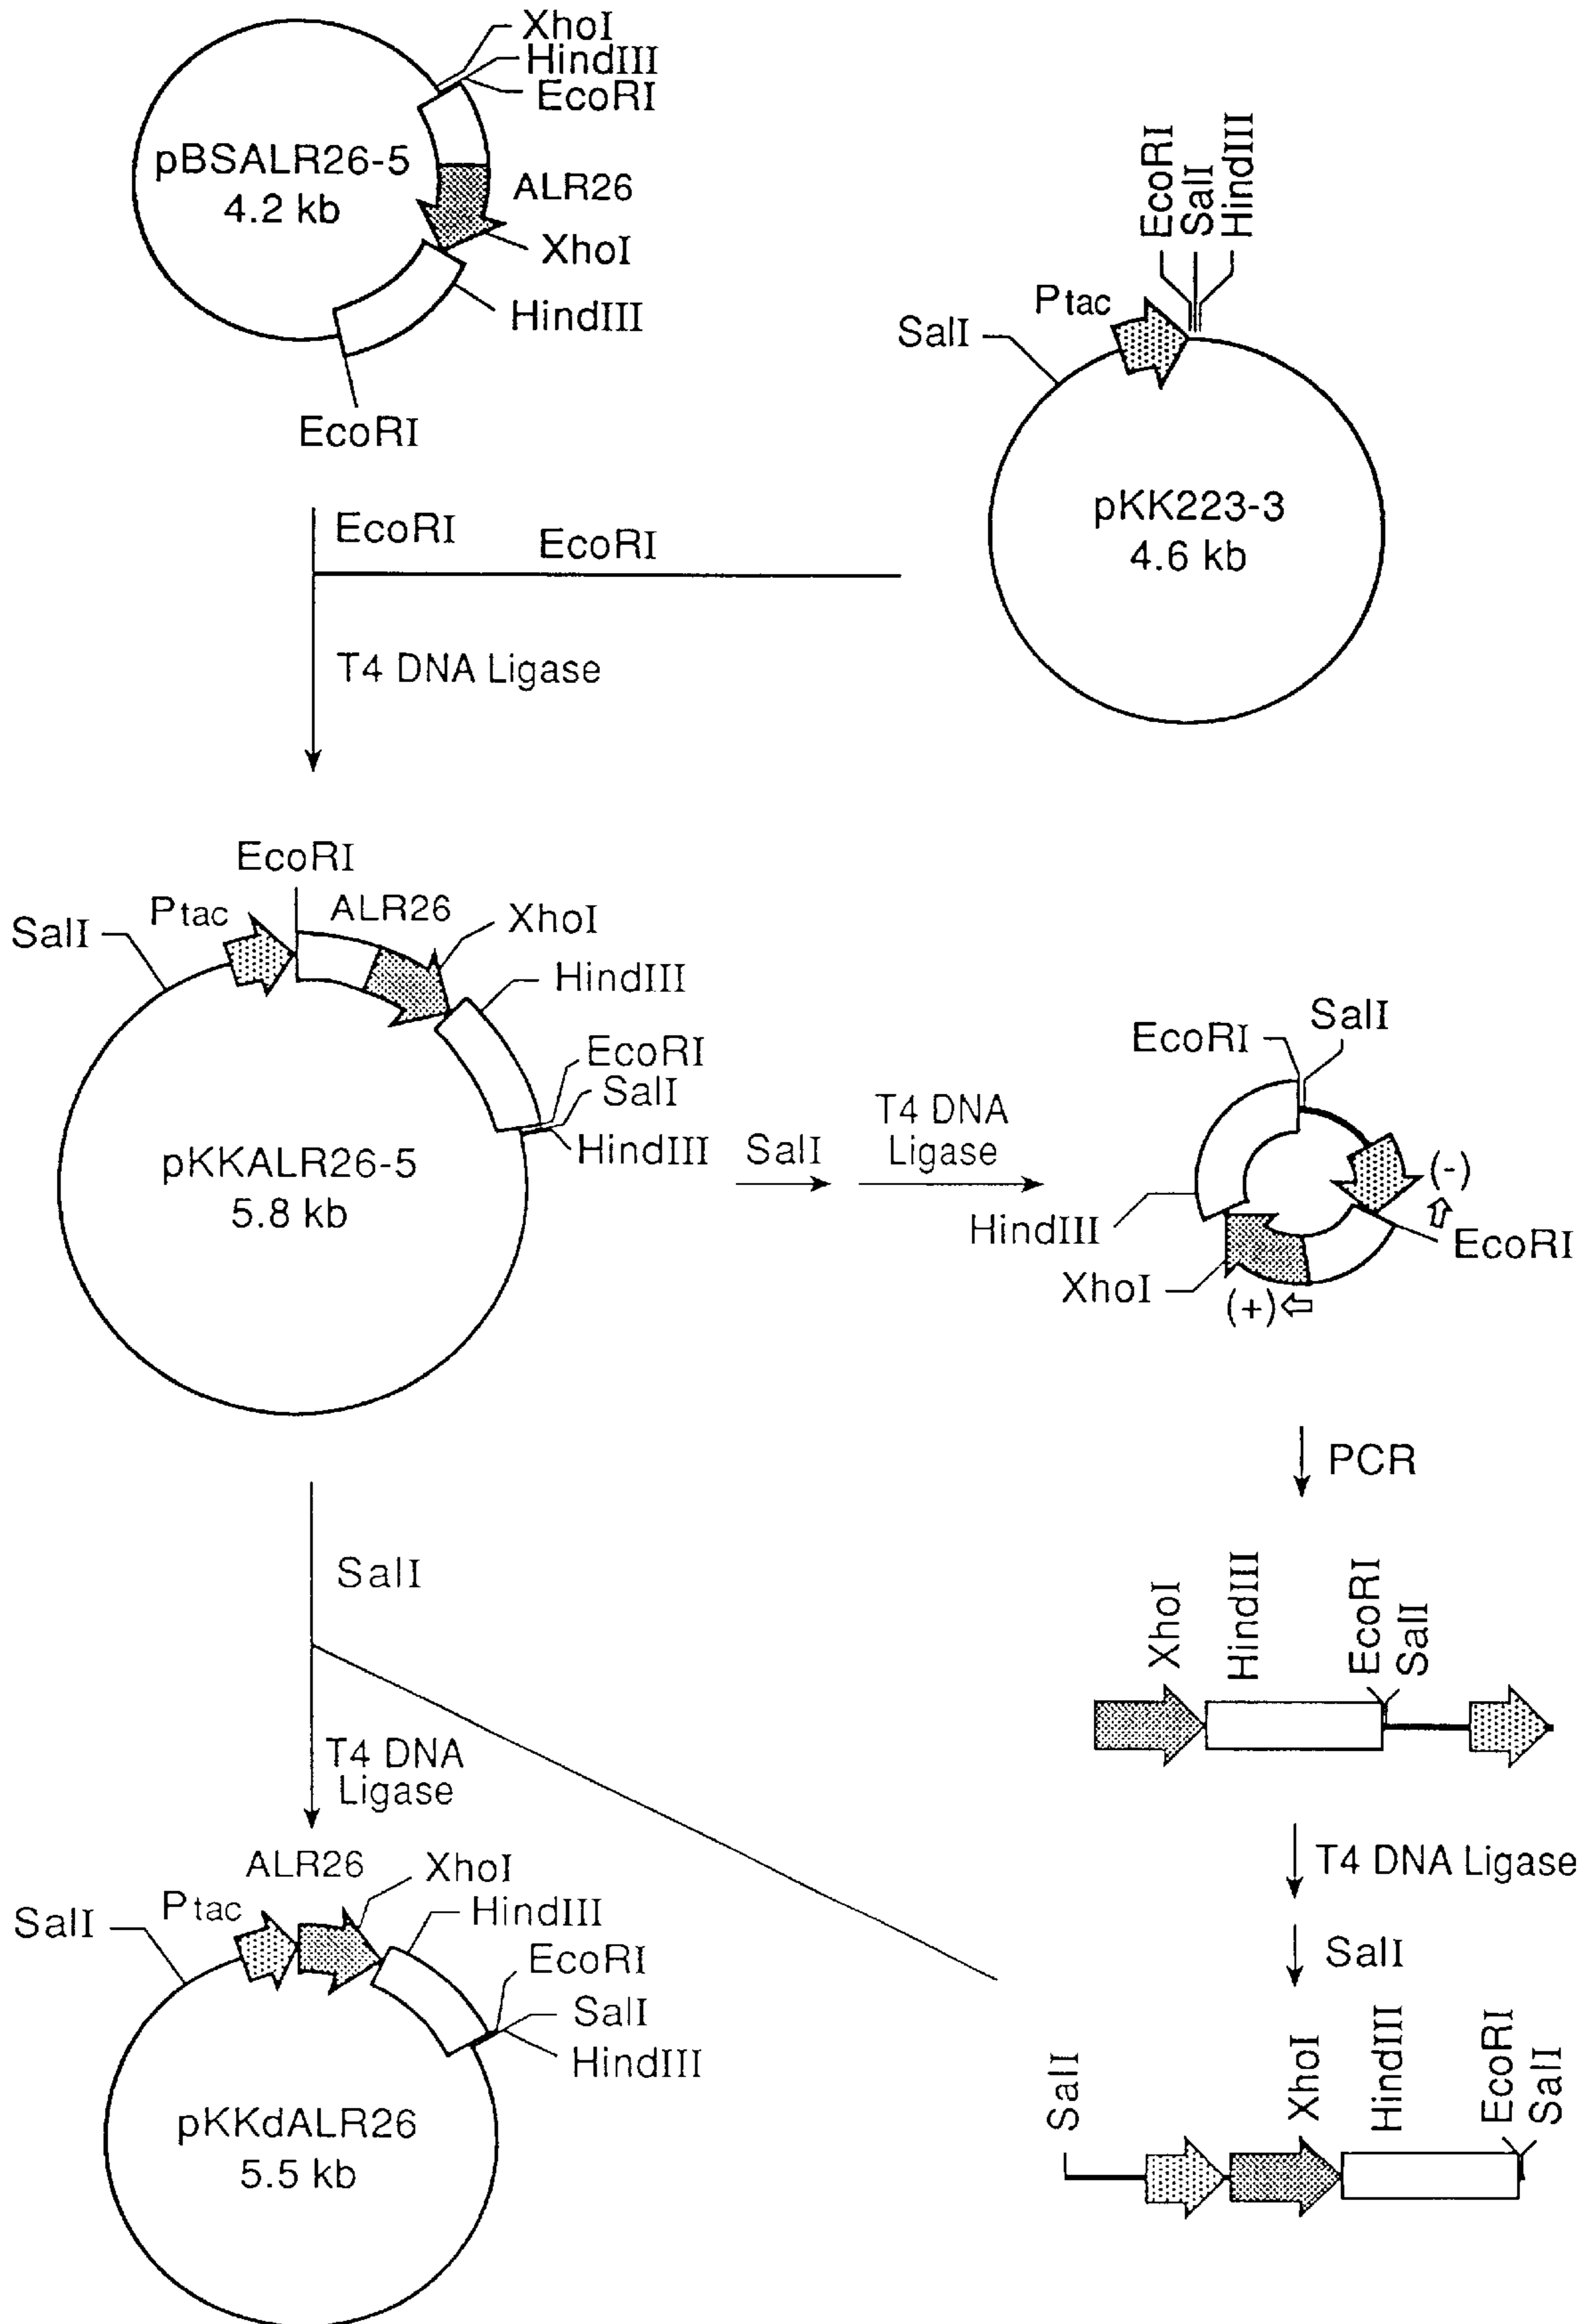 XhoI
HindIII
EcoRI
pBSALR26-5
4.2 kb
ALR26
XhoI
HindIII
EcoRI
EcoRI
SalI
HindIII
Ptac
SalI
pKK223-3
4.6 kb
EcoRI
EcoRI
T4 DNA Ligase
EcoRI
Ptac
ALR26
XhoI
SalI
HindIII
EcoRI
SalI
HindIII
pKKALR26-5
5.8 kb
SalI
T4 DNA
Ligase
EcoRI
SalI
(-)
HindIII
EcoRI
XhoI
(+)
PCR
XhoI
HindIII
EcoRI
SalI
SalI
T4 DNA
Ligase
T4 DNA Ligase
SalI
ALR26
XhoI
Ptac
HindIII
SalI
EcoRI
SalI
HindIII
pKKdALR26
5.5 kb
SalI
XhoI
HindIII
EcoRI
SalI